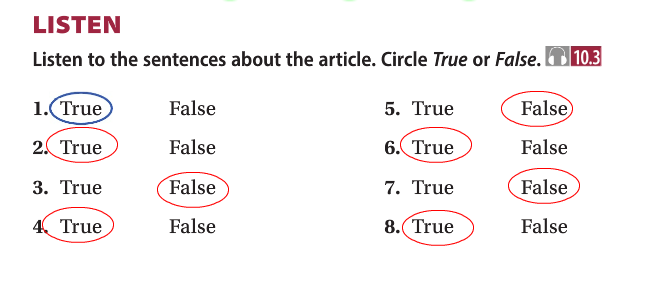 LISTEN
Listen to the sentences about the article. Circle True or False. 10.3
1. True False
2. True False
3. True False
4. True False
5. True False
6. True False
7. True False
8. True False